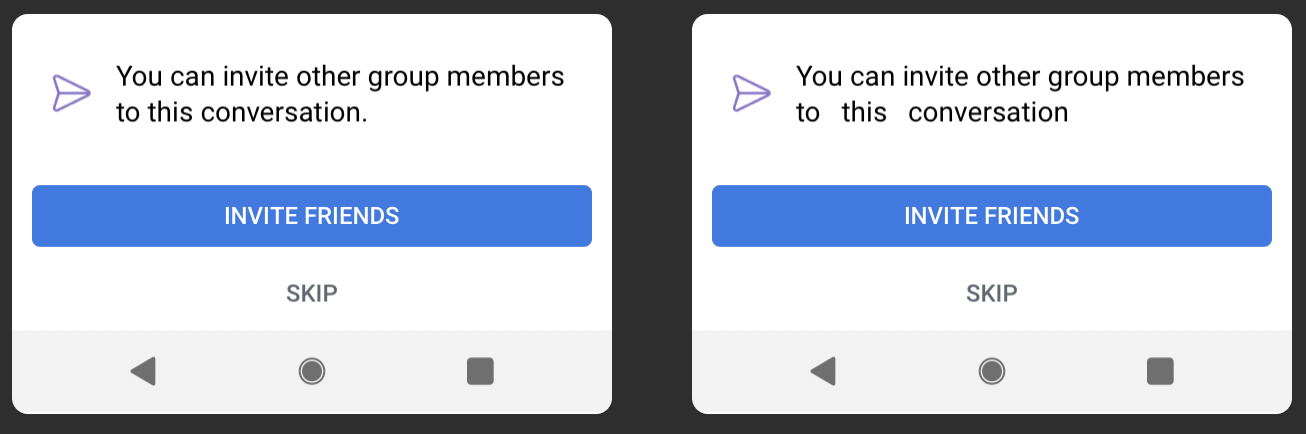 You can invite other group members
to this conversation.
INVITE FRIENDS
SKIP
You can invite other group members
to   this   conversation
INVITE FRIENDS
SKIP